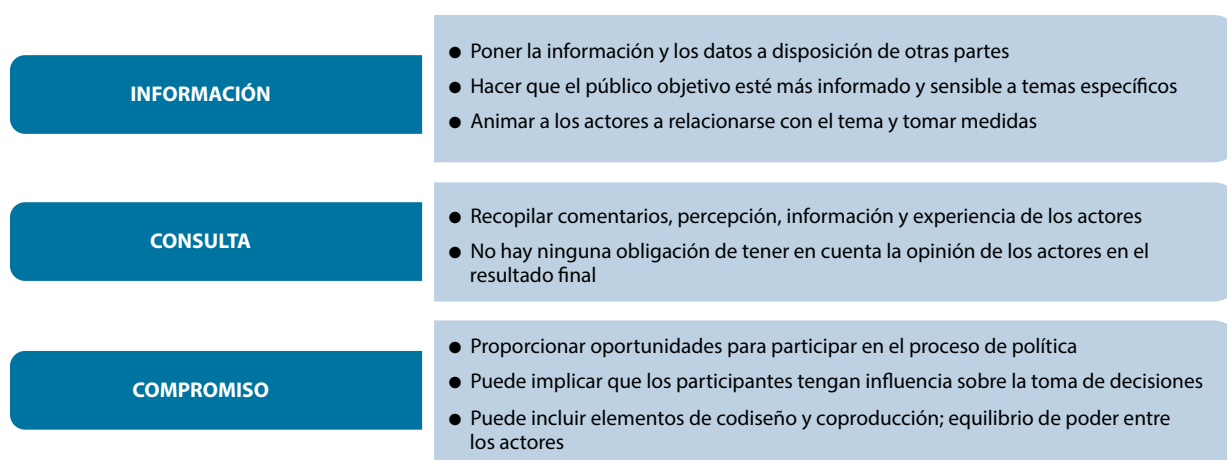 INFORMACIÓN
● Poner la información y los datos a disposición de otras partes
● Hacer que el público objetivo esté más informado y sensible a temas específicos
● Animar a los actores a relacionarse con el tema y tomar medidas
CONSULTA
● Recopilar comentarios, percepción, información y experiencia de los actores
● No hay ninguna obligación de tener en cuenta la opinión de los actores en el
resultado final
COMPROMISO
● Proporcionar oportunidades para participar en el proceso de política
● Puede implicar que los participantes tengan influencia sobre la toma de decisiones
● Puede incluir elementos de codiseño y coproducción; equilibrio de poder entre
los actores